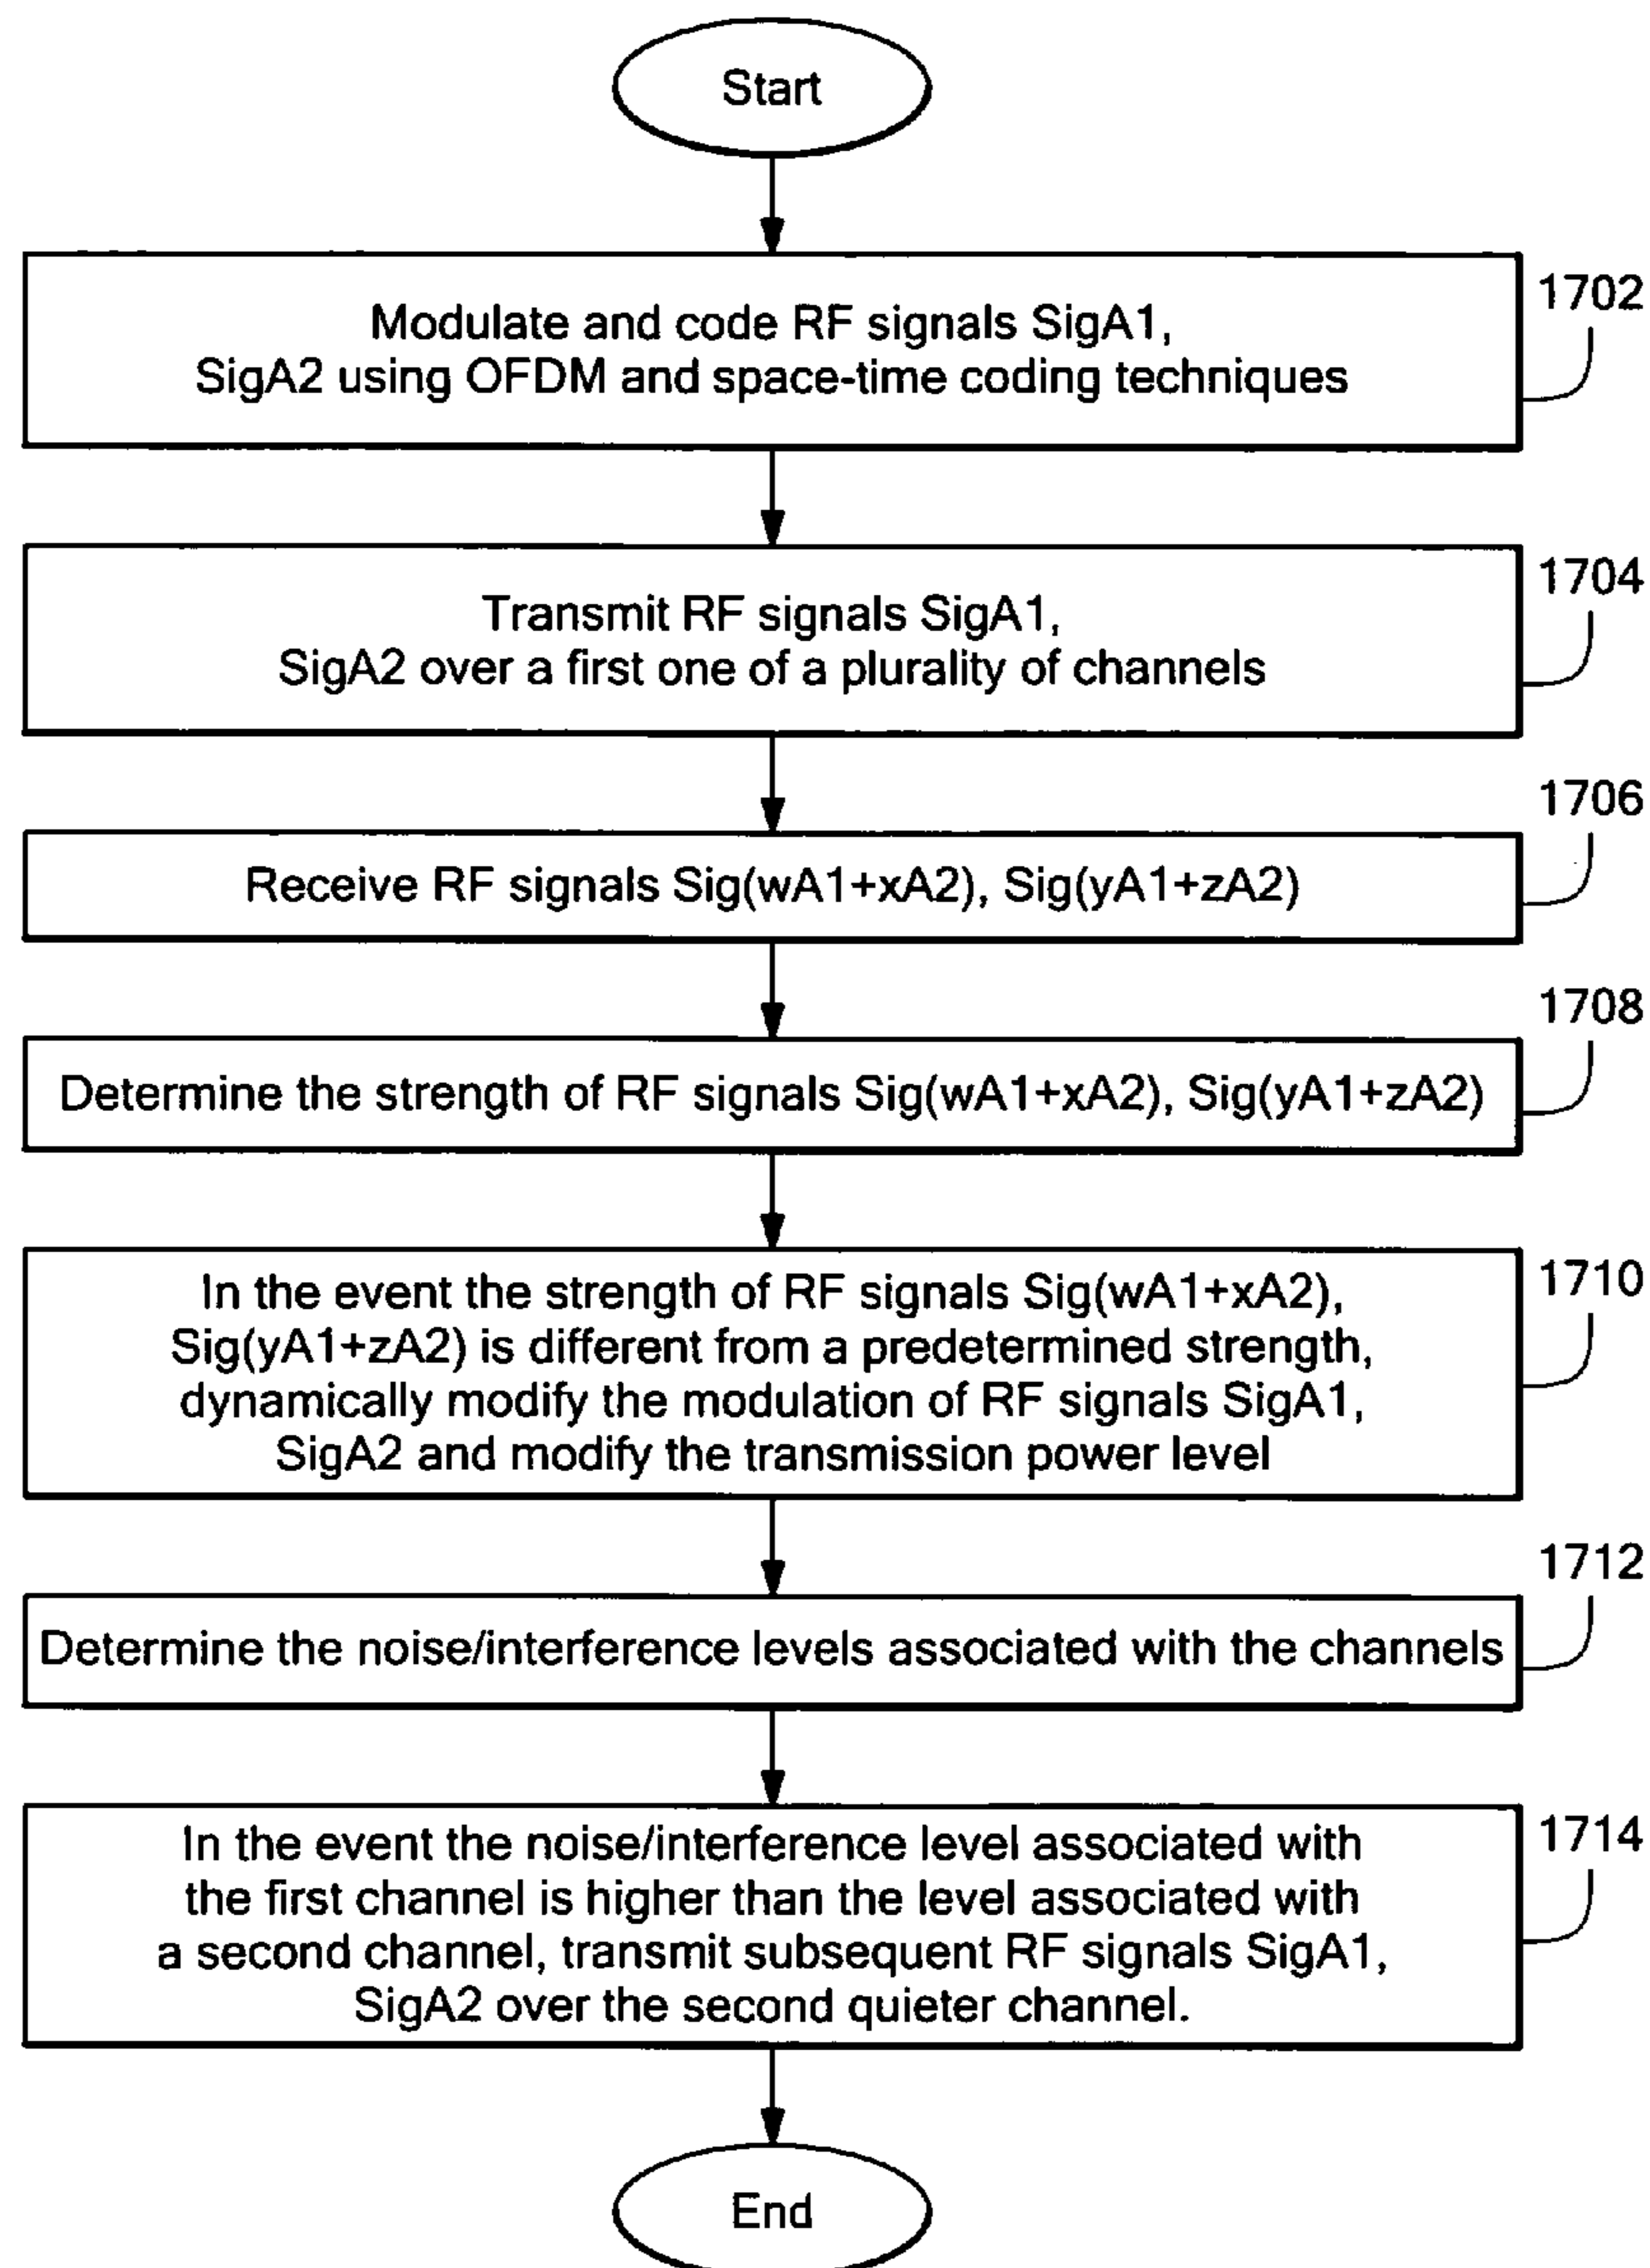 Start
1702
Modulate and code RF signals SigA1,
SigA2 using OFDM and space-time coding techniques
1704
Transmit RF signals SigA1,
SigA2 over a first one of a plurality of channels
1706
Receive RF signals Sig(wA1+xA2), Sig(yA1+zA2)
1708
Determine the strength of RF signals Sig(wA1+xA2), Sig(yA1+zA2)
1710
In the event the strength of RF signals Sig(wA1+xA2),
Sig(yA1+zA2) is different from a predetermined strength,
dynamically modify the modulation of RF signals SigA1,
SigA2 and modify the transmission power level
1712
Determine the noise/interference levels associated with the channels
1714
In the event the noise/interference level associated with
the first channel is higher than the level associated with
a second channel, transmit subsequent RF signals SigA1,
SigA2 over the second quieter channel.
End